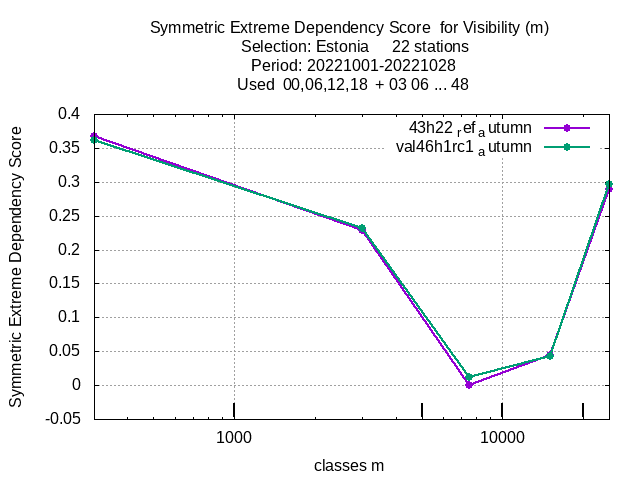 Symmetric Extreme Dependency Score  for Visibility (m)
Selection: Estonia     22 stations
Period: 20221001-20221028
Used  00,06,12,18  + 03 06 ... 48
43h22 ref autumn
val46h1rc1 autumn
Symmetric Extreme Dependency Score
0.4
0.35
0.3
0.25
0.2
0.15
0.1
0.05
0
-0.05
1000 10000
classes m